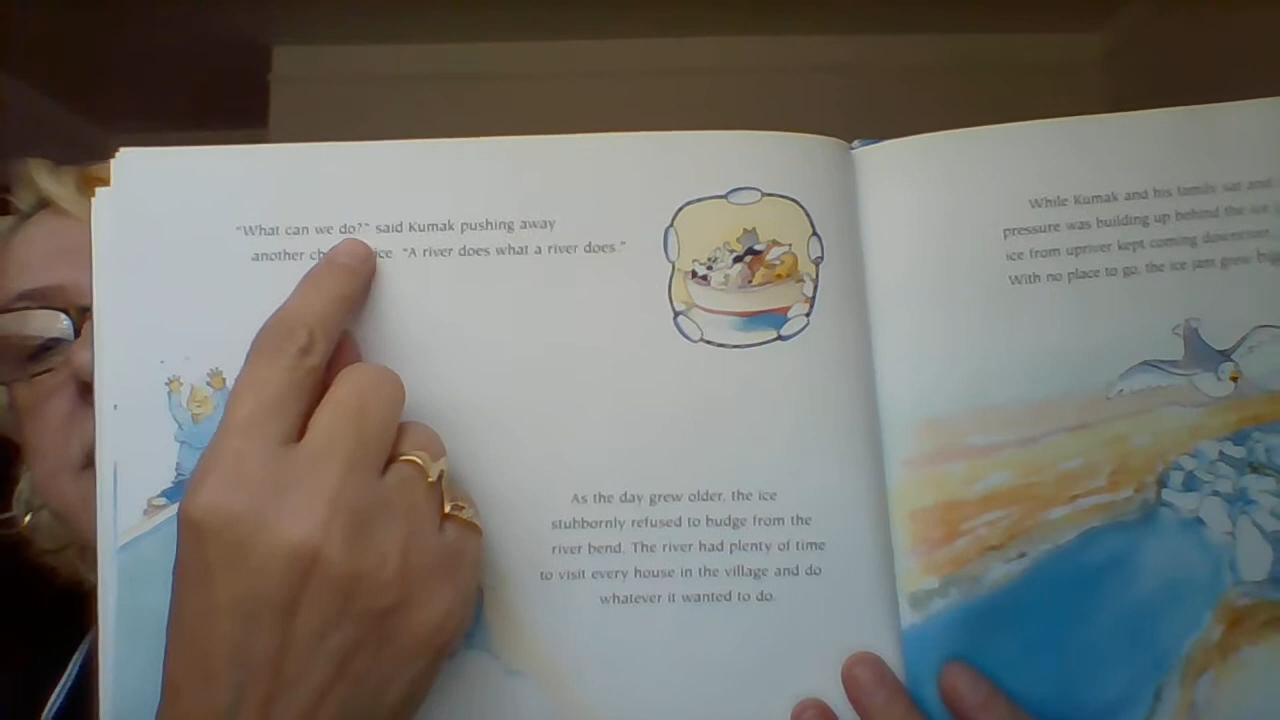 "What can we do?" said Kumak pushing away
another ice. "A river does what a river does."
As the day grew older, the ice
stubbornly refused to budge from the
river bend. The river had plenty of time
to visit every house in the village and do
whatever it wanted to do.
While Kumak and his family sat and
pressure was building up behind the ice
ice from upriver kept coming downstream
With no place to go, the ice jam grew